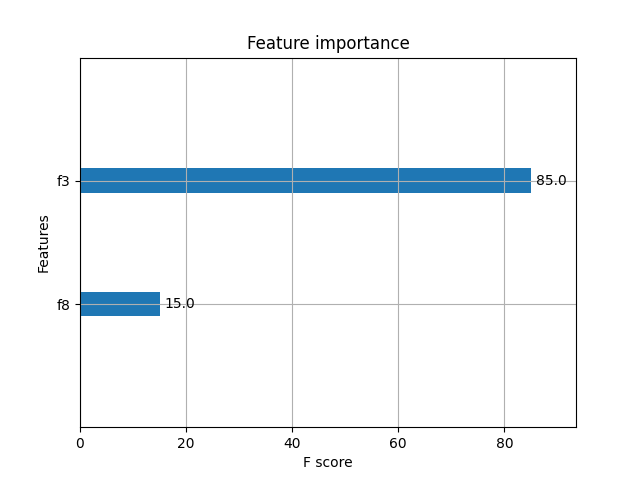 Feature importance
f3
85.0
Features
f8
15.0
0 20 40 60 80
F score